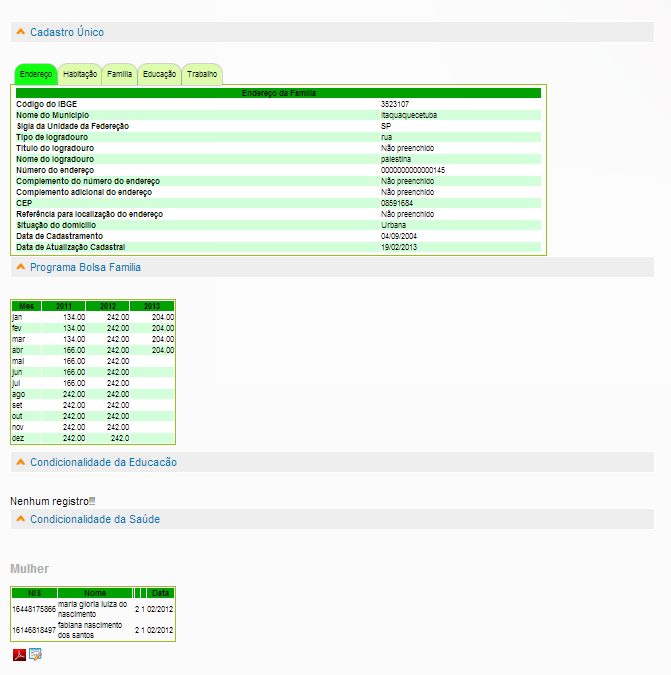 Cadastro Único
Endereço Habitação Família Educação Trabalho
Endereço da Família
Código do IBGE 3523107
Nome do Município Itaquaquecetuba
Sigla da Unidade da Federeção SP
Tipo de logradouro rua
Título do logradouro Não preenchido
Nome do logradouro palestina
Número do endereço 0000000000000145
Complemento do número do endereço Não preenchido
Complemento adicional do endereço Não preenchido
CEP 08591684
Referência para localização do endereço Não preenchido
Situação do domicílio Urbana
Data de Cadastramento 04/09/2004
Data de Atualização Cadastral 19/02/2013
Programa Bolsa Familia
Mes 2011 2012 2013
jan 134.00 242.00 204.00
fev 134.00 242.00 204.00
mar 134.00 242.00 204.00
abr 166.00 242.00 204.00
mai 166.00 242.00
jun 166.00 242.00
jul 166.00 242.00
ago 242.00 242.00
set 242.00 242.00
out 242.00 242.00
nov 242.00 242.00
dez 242.00 242.0
Condicionalidade da Educacão
Nenhum registro!!!
Condicionalidade da Saúde
Mulher
NIS Nome Data
16448175866 maria gloria luiza do nascimento 2 1 02/2012
16146818497 fabiana nascimento dos santos 2 1 02/2012